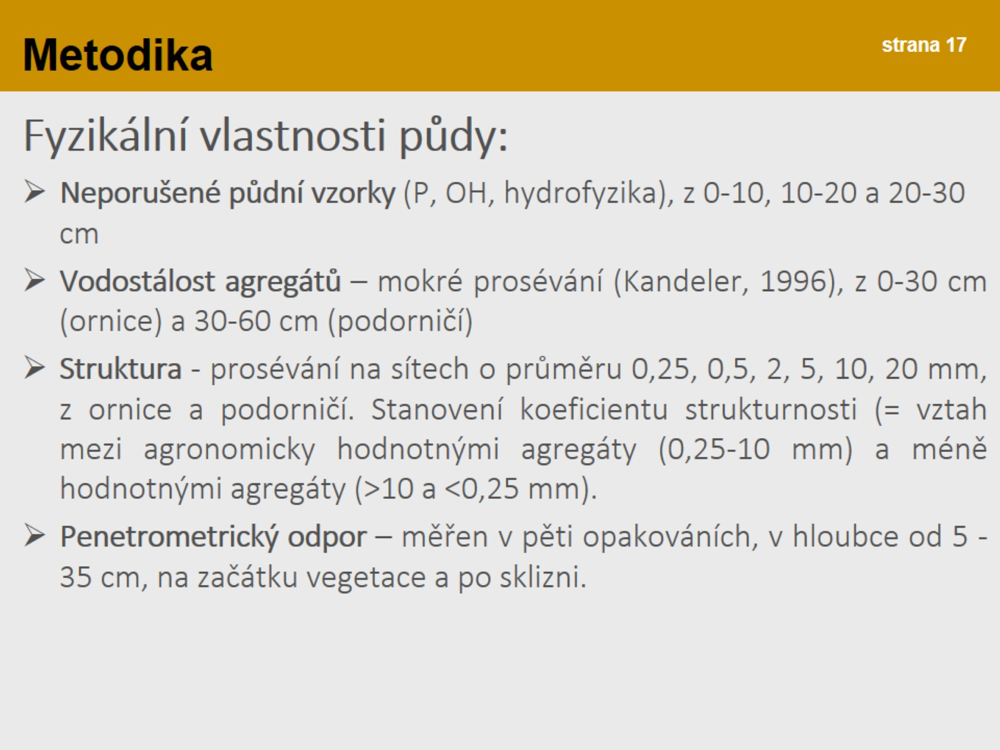 Metodika
strana 17
Fyzikální vlastnosti půdy:
➢ Neporušené půdní vzorky (P, OH, hydrofyzika), z 0-10, 10-20 a 20-30
cm
➢ Vodostálost agregátů – mokré prosévání (Kandeler, 1996), z 0-30 cm
(ornice) a 30-60 cm (podorničí)
➢ Struktura - prosévání na sítech o průměru 0,25, 0,5, 2, 5, 10, 20 mm,
z ornice a podorničí. Stanovení koeficientu strukturnosti (= vztah
mezi agronomicky hodnotnými agregáty (0,25-10 mm) a méně
hodnotnými agregáty (>10 a <0,25 mm).
➢ Penetrometrický odpor – měřen v pěti opakováních, v hloubce od 5 -
35 cm, na začátku vegetace a po sklizni.